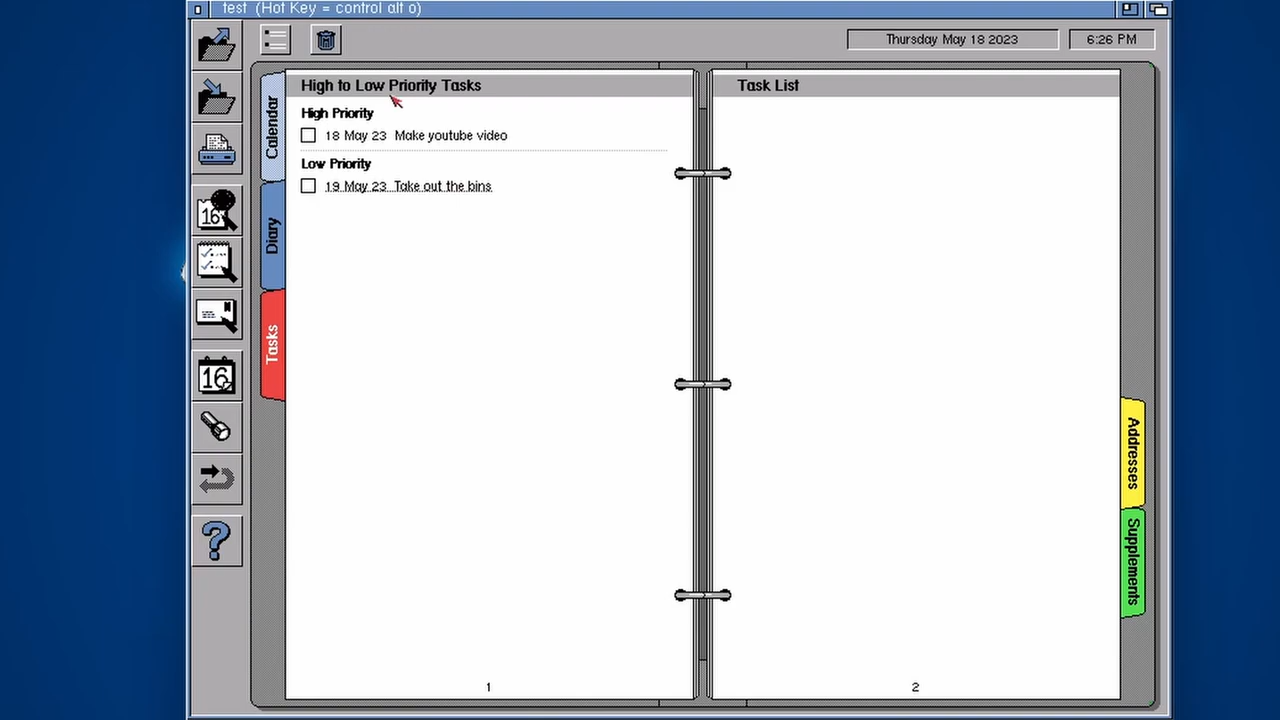 test (Hot Key = control alt o)
Thursday May 18 2023
6:26 PM
Calendar
Diary
Tasks
High to Low Priority Tasks
High Priority
18 May 23 Make youtube video
Low Priority
19 May 23 Take out the bins
1
Task List
2
Addresses
Supplements
16
16
?